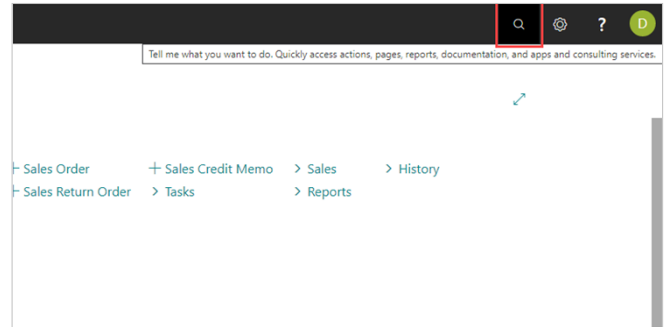 ? D
Tell me what you want to do. Quickly access actions, pages, reports, documentation, and apps and consulting services.
+ Sales Order + Sales Credit Memo > Sales > History
+ Sales Return Order > Tasks > Reports